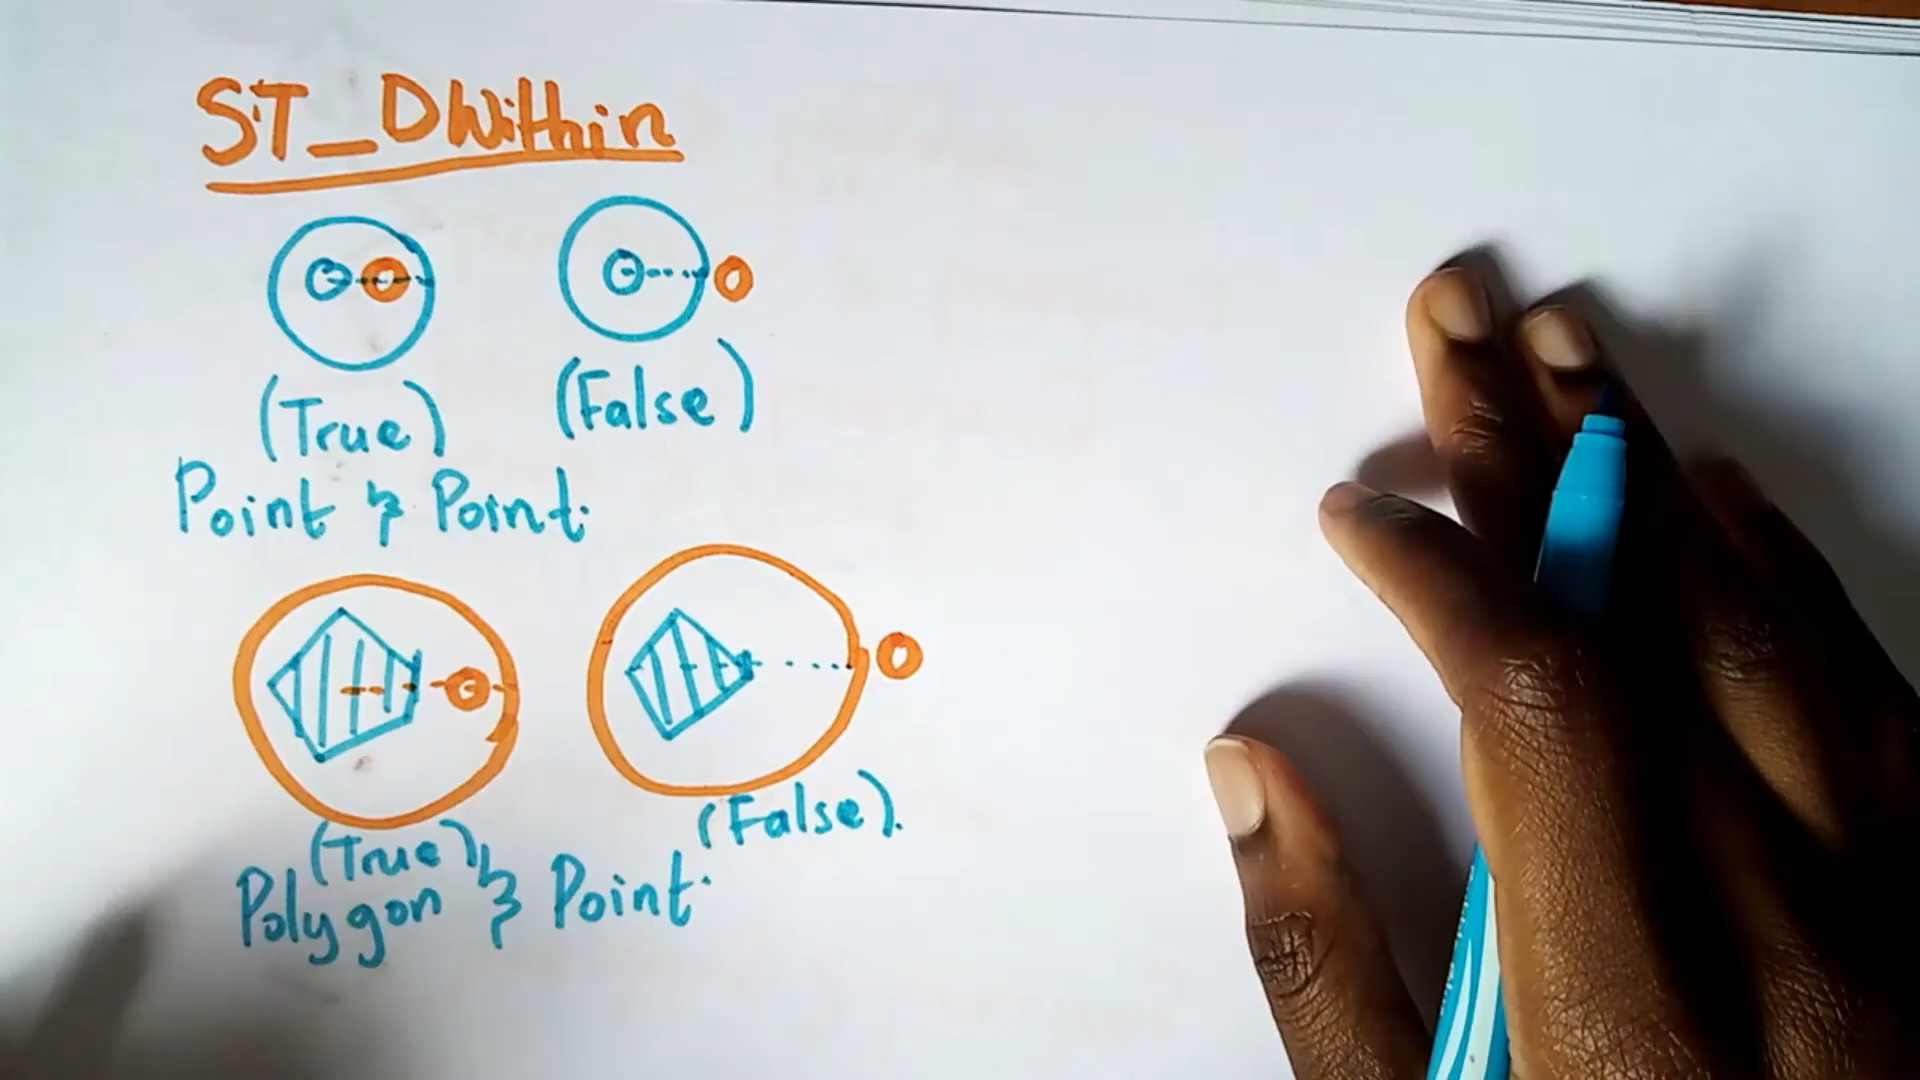 ST_DWithin
(True) (False)
Point & Point.
(False).
(True)
Polygon & Point.